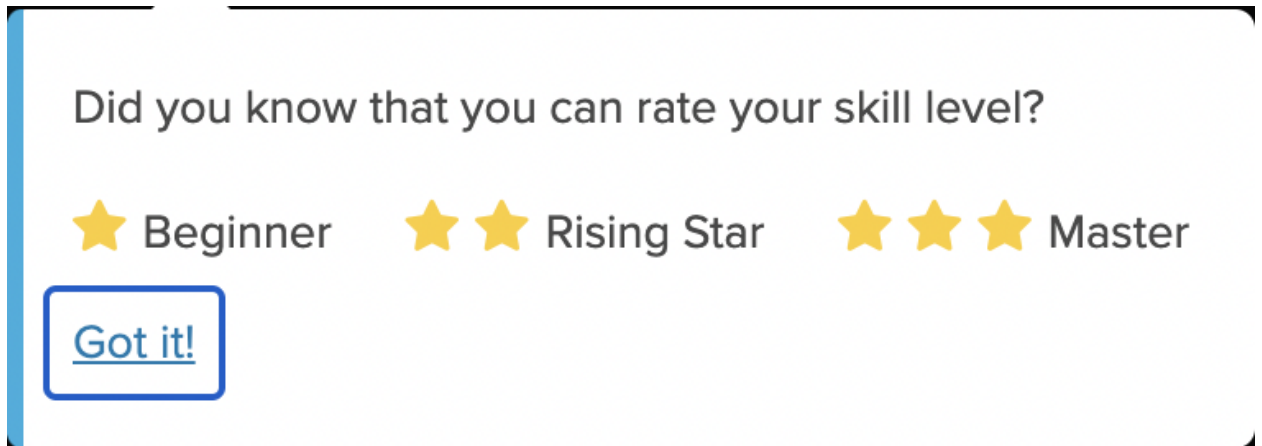 Did you know that you can rate your skill level?
Beginner Rising Star Master
Got it!